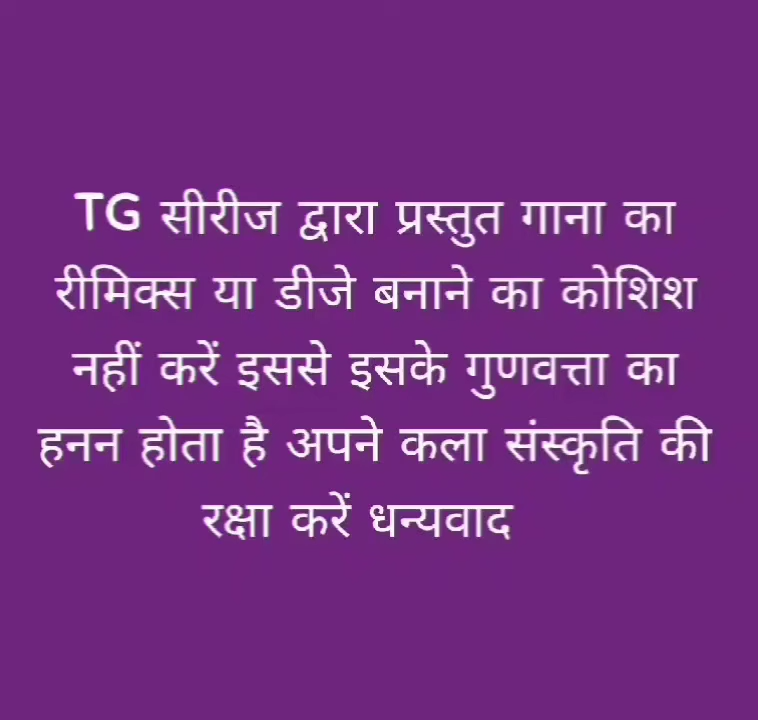 TG सीरीज द्वारा प्रस्तुत गाना का
रीमिक्स या डीजे बनाने का कोशिश
नहीं करें इससे इसके गुणवत्ता का
हनन होता है अपने कला संस्कृति की
रक्षा करें धन्यवाद